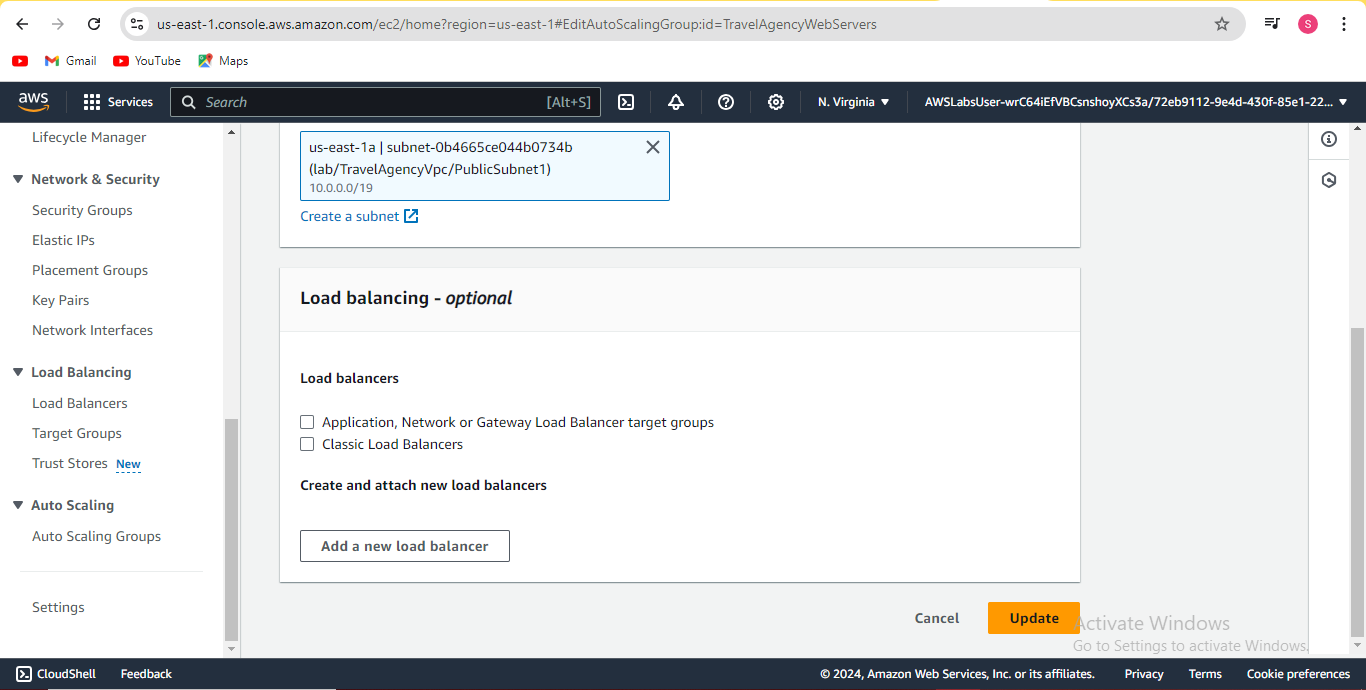 us-east-1.console.aws.amazon.com/ec2/home?region=us-east-1#EditAutoScalingGroup:id=TravelAgencyWebServers
S
Gmail
YouTube
Maps
aws
Services
Search
[Alt+S]
N. Virginia
AWSLabsUser-wrC64iEfVBCsnshoyXCs3a/72eb9112-9e4d-430f-85e1-22...
Lifecycle Manager
Network & Security
Security Groups
Elastic IPs
Placement Groups
Key Pairs
Network Interfaces
Load Balancing
Load Balancers
Target Groups
Trust Stores New
Auto Scaling
Auto Scaling Groups
Settings
us-east-1a | subnet-0b4665ce044b0734b
(lab/TravelAgencyVpc/PublicSubnet1)
10.0.0.0/19
Create a subnet
Load balancing - optional
Load balancers
Application, Network or Gateway Load Balancer target groups
Classic Load Balancers
Create and attach new load balancers
Add a new load balancer
Cancel
Update
Activate Windows
Go to Settings to activate Windows.
CloudShell
Feedback
© 2024, Amazon Web Services, Inc. or its affiliates.
Privacy
Terms
Cookie preferences